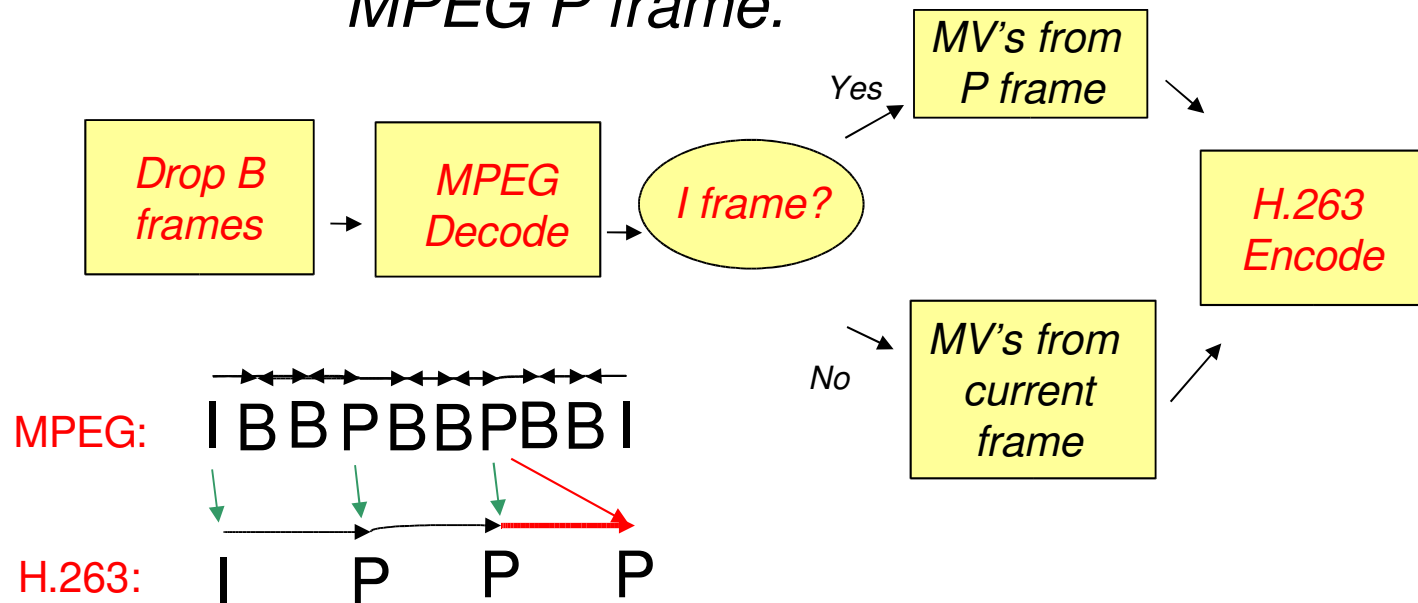 MPEG P frame.
MV's from
P frame
Yes
Drop B
frames
MPEG
Decode
I frame?
H.263
Encode
MV's from
current
frame
No
MPEG: I B B P B B P B B I
H.263: I P P P